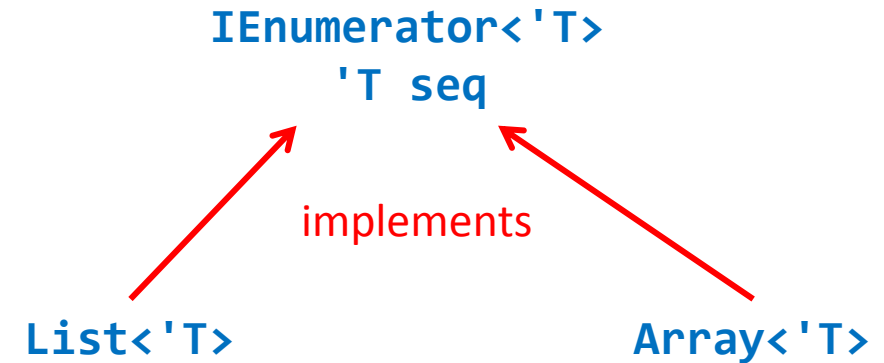 IEnumerator<'T>
'T seq
implements
List<'T>
Array<'T>